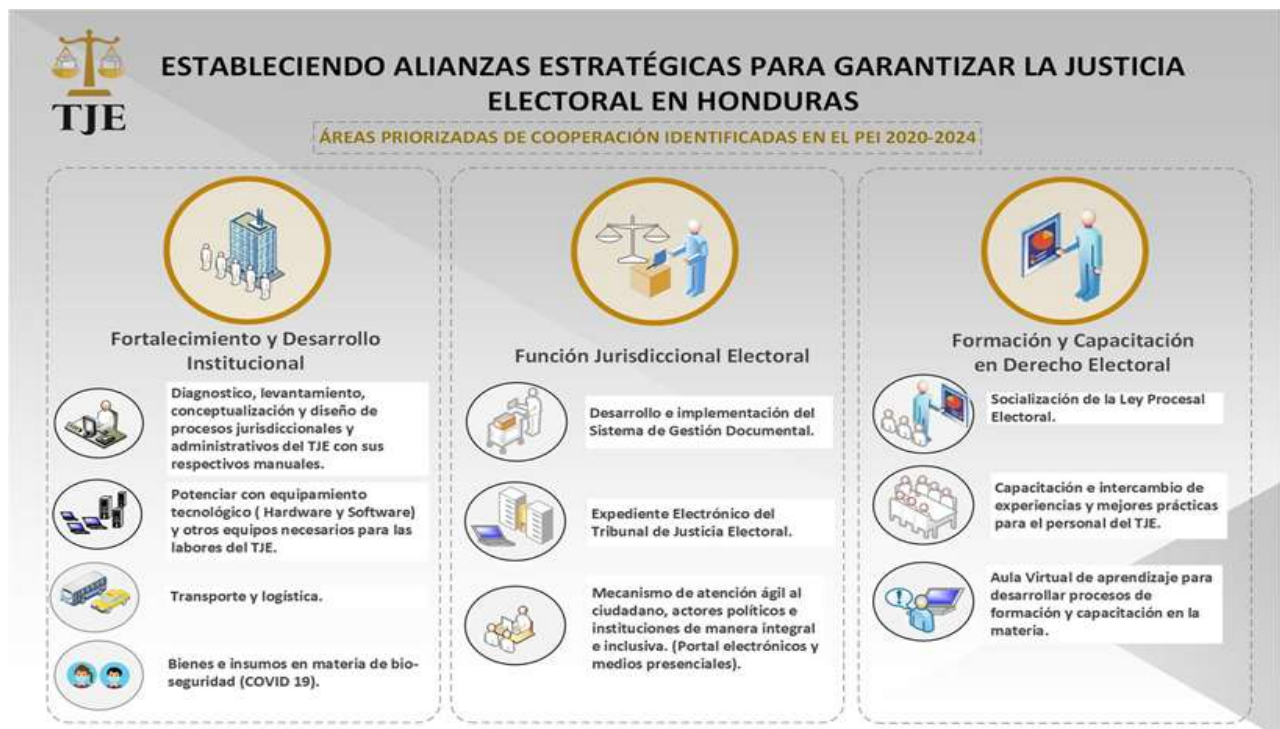 TJE
ESTABLECIENDO ALIANZAS ESTRATÉGICAS PARA GARANTIZAR LA JUSTICIA
ELECTORAL EN HONDURAS
ÁREAS PRIORIZADAS DE COOPERACIÓN IDENTIFICADAS EN EL PEI 2020-2024
Fortalecimiento y Desarrollo
Institucional
Diagnostico, levantamiento,
conceptualización y diseño de
procesos jurisdiccionales y
administrativos del TJE con sus
respectivos manuales.
Potenciar con equipamiento
tecnológico ( Hardware y Software)
y otros equipos necesarios para las
labores del TJE.
Transporte y logística.
Bienes e insumos en materia de bio-
seguridad (COVID 19).
Función Jurisdiccional Electoral
Desarrollo e implementación del
Sistema de Gestión Documental.
Expediente Electrónico del
Tribunal de Justicia Electoral.
Mecanismo de atención ágil al
ciudadano, actores políticos e
instituciones de manera integral
e inclusiva. (Portal electrónicos y
medios presenciales).
Formación y Capacitación
en Derecho Electoral
Socialización de la Ley Procesal
Electoral.
Capacitación e intercambio de
experiencias y mejores prácticas
para el personal del TJE.
Aula Virtual de aprendizaje para
desarrollar procesos de
formación y capacitación en la
materia.